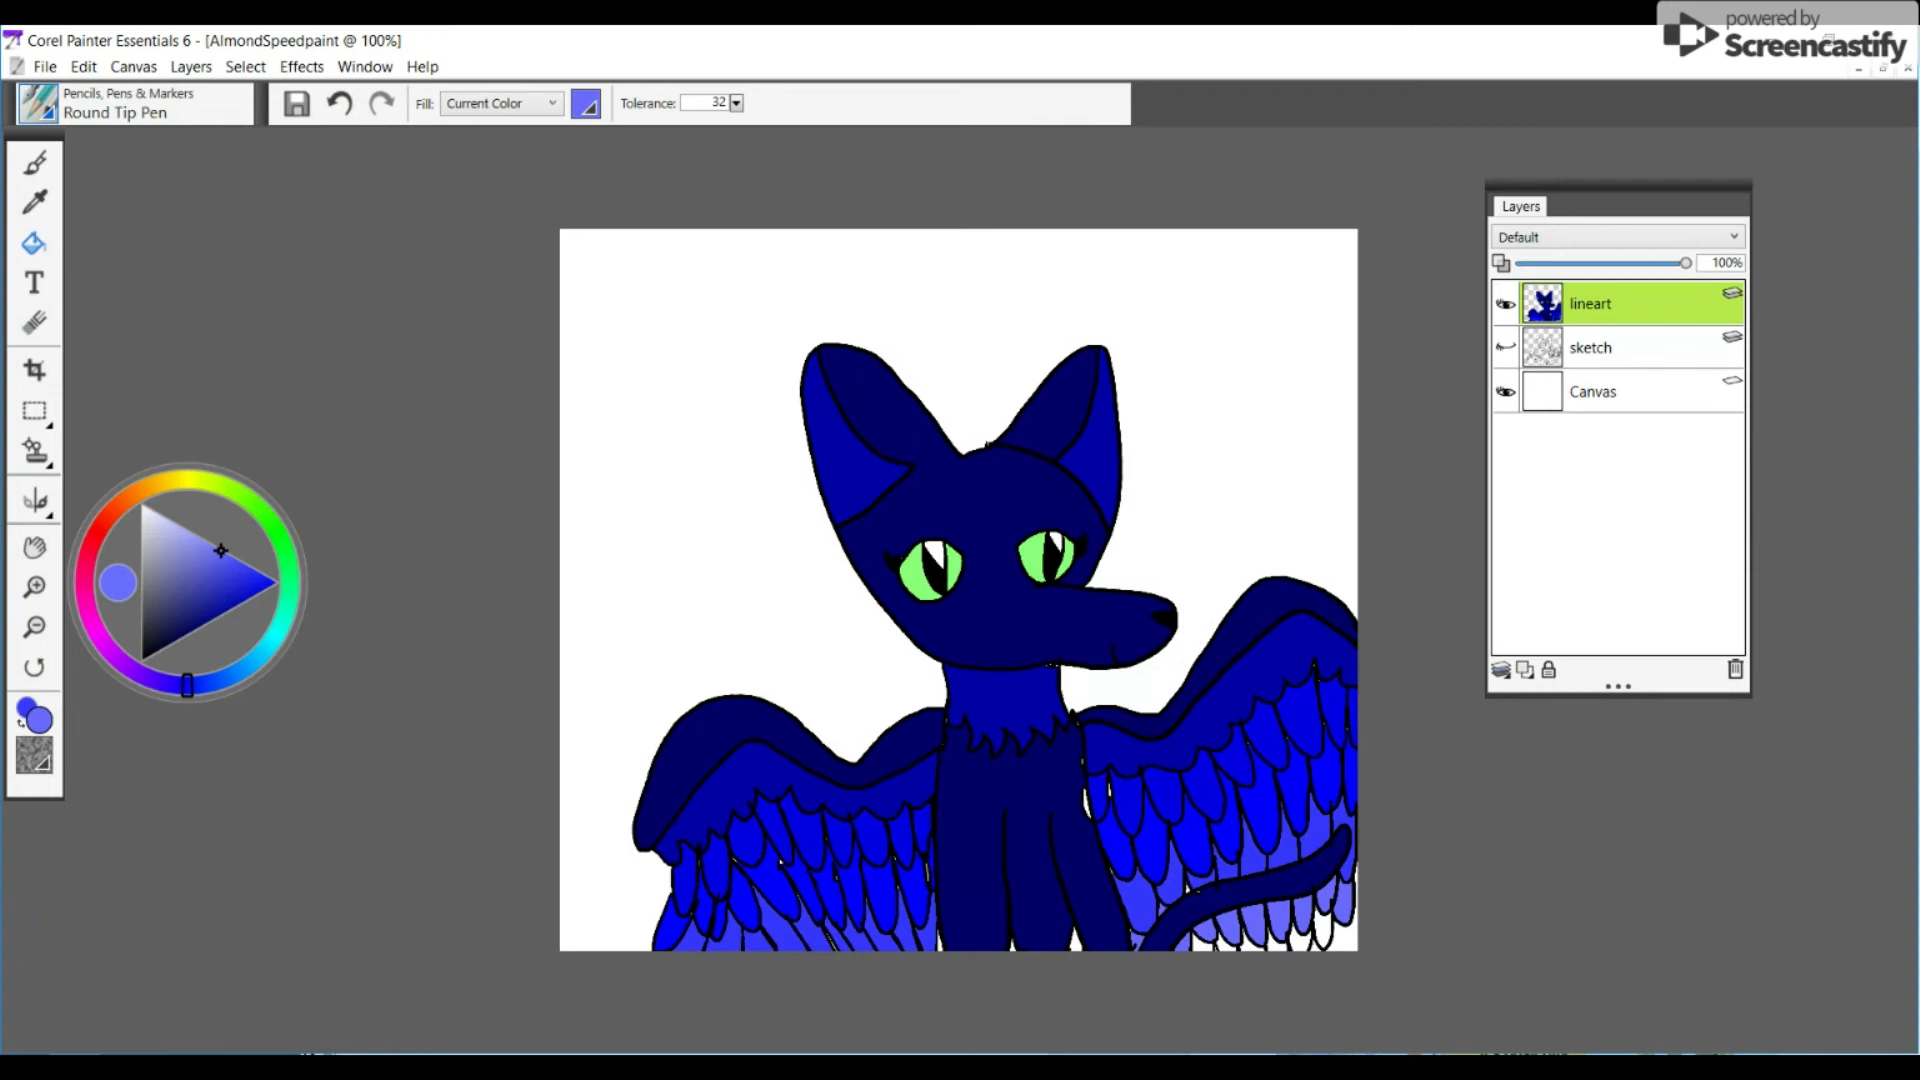 powered by
Screencastify
Corel Painter Essentials 6 - [AlmondSpeedpaint @ 100%]
File Edit Canvas Layers Select Effects Window Help
Pencils, Pens & Markers
Round Tip Pen
Fill: Current Color Tolerance: 32
T
Layers
Default
100%
lineart
sketch
Canvas